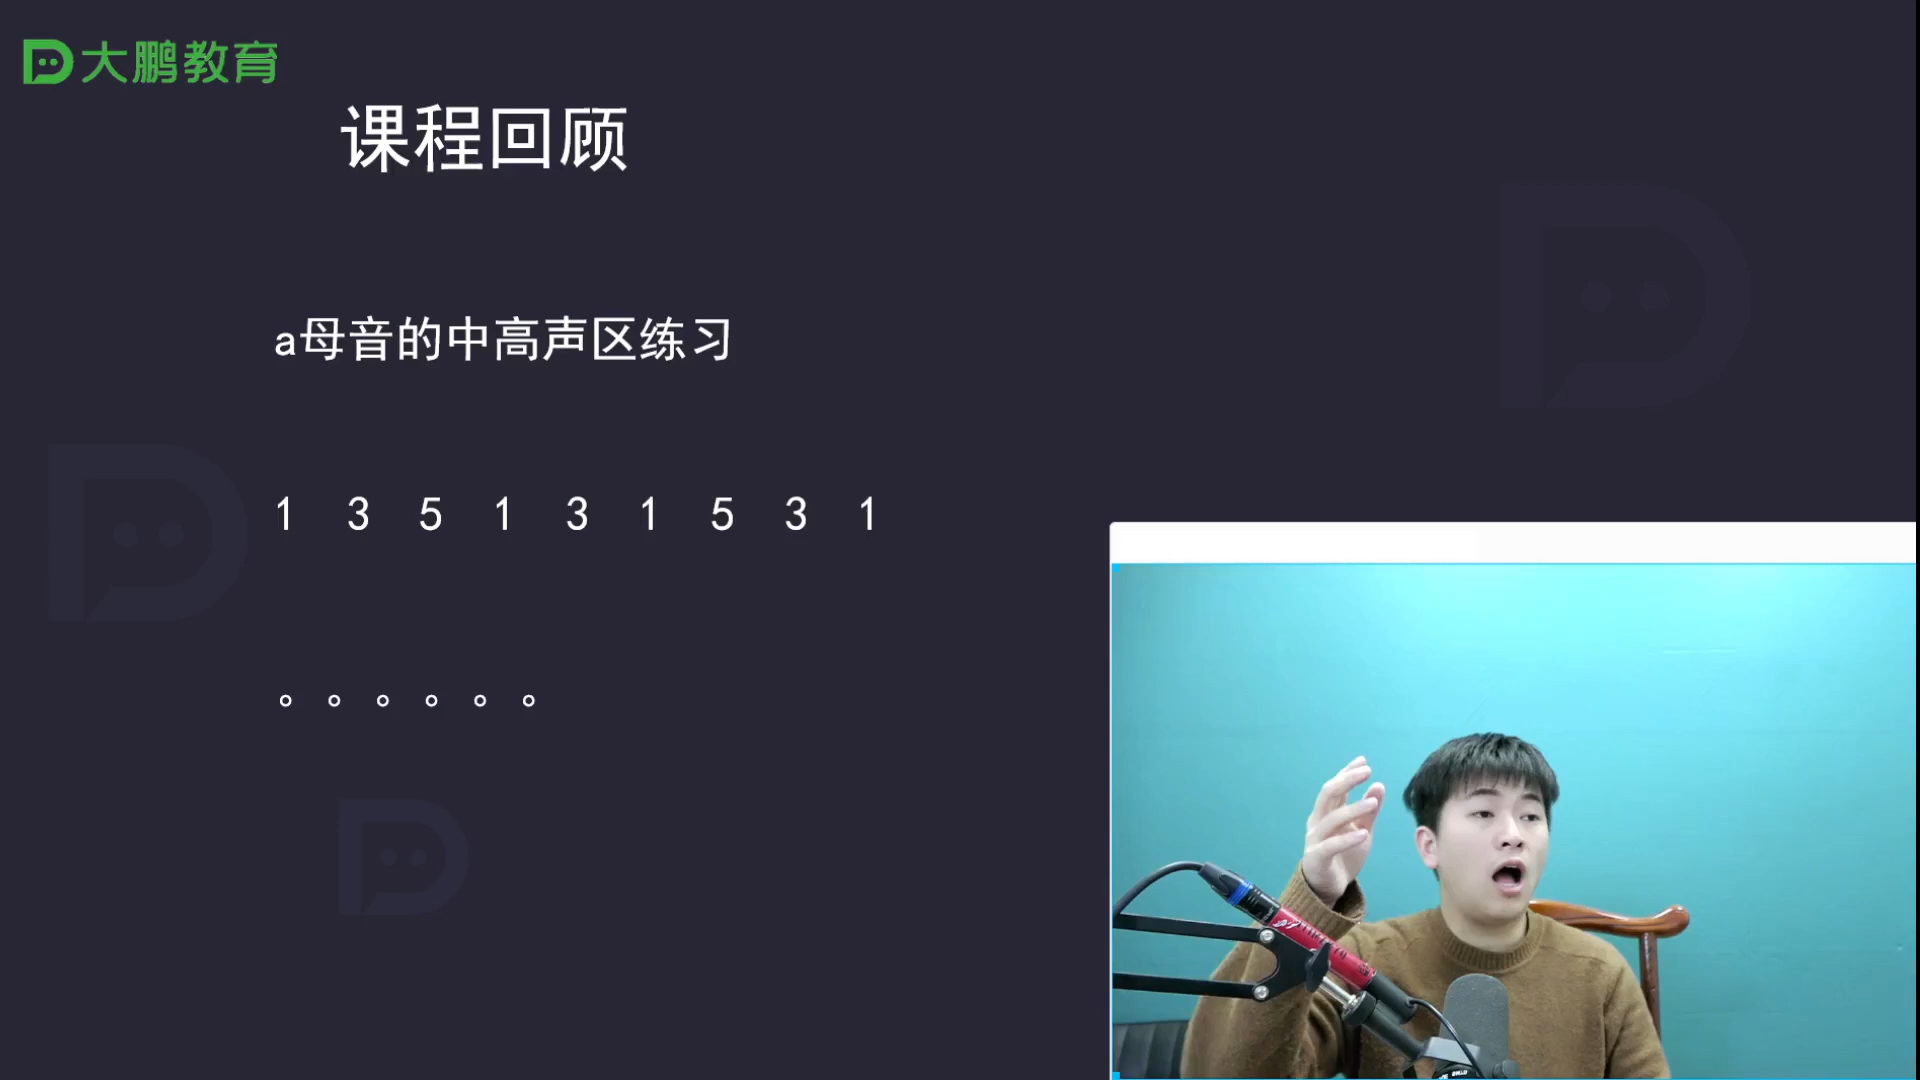 大鹏教育
课程回顾
a母音的中高声区练习
1 3 5 1 3 1 5 3 1
。。。。。。